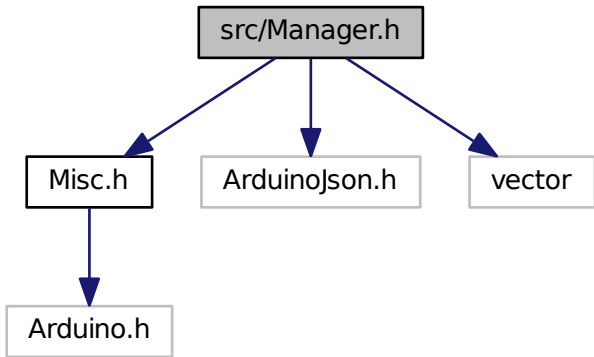 src/Manager.h
Misc.h
ArduinoJson.h
vector
Arduino.h